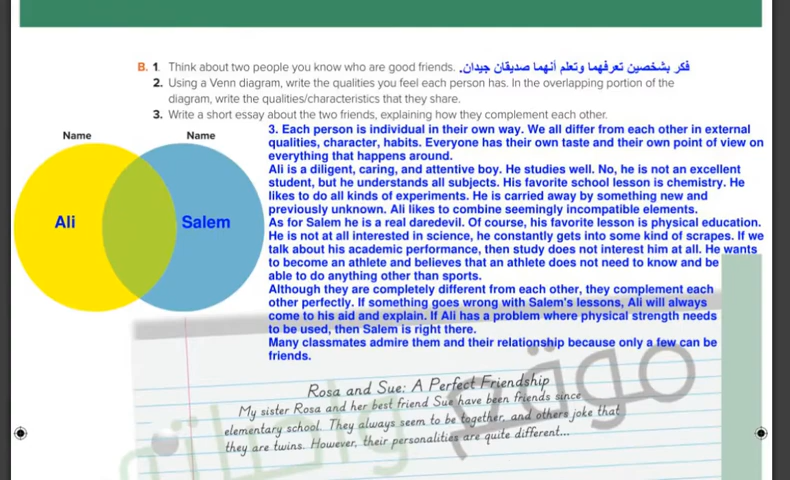 B. 1. Think about two people you know who are good friends. فكر بشخصين تعرفهما وتعلم أنهما صديقان جيدان.
2. Using a Venn diagram, write the qualities you feel each person has. In the overlapping portion of the
diagram, write the qualities/characteristics that they share.
3. Write a short essay about the two friends, explaining how they complement each other.
Name
Name
Ali
Salem
3. Each person is individual in their own way. We all differ from each other in external
qualities, character, habits. Everyone has their own taste and their own point of view on
everything that happens around.
Ali is a diligent, caring, and attentive boy. He studies well. No, he is not an excellent
student, but he understands all subjects. His favorite school lesson is chemistry. He
likes to do all kinds of experiments. He is carried away by something new and
previously unknown. Ali likes to combine seemingly incompatible elements.
As for Salem he is a real daredevil. Of course, his favorite lesson is physical education.
He is not at all interested in science, he constantly gets into some kind of scrapes. If we
talk about his academic performance, then study does not interest him at all. He wants
to become an athlete and believes that an athlete does not need to know and be
able to do anything other than sports.
Although they are completely different from each other, they complement each
other perfectly. If something goes wrong with Salem's lessons, Ali will always
come to his aid and explain. If Ali has a problem where physical strength needs
to be used, then Salem is right there.
Many classmates admire them and their relationship because only a few can be
friends.
Rosa and Sue: A Perfect Friendship
My sister Rosa and her best friend Sue have been friends since
elementary school. They always seem to be together, and others joke that
they are twins. However, their personalities are quite different...
موقع